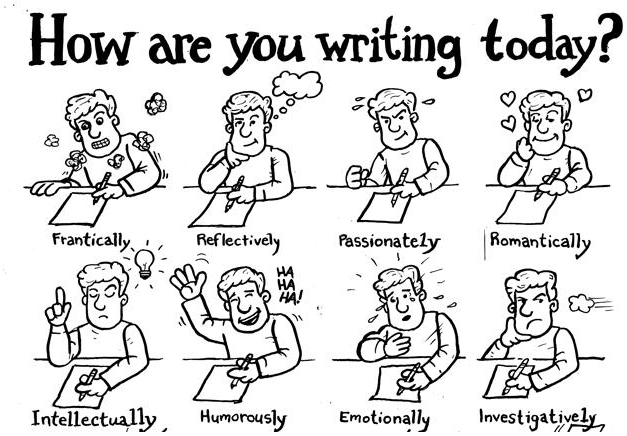 How are you writing today?
HA
HA
HA!
Frantically Reflectively Passionately Romantically
Intellectually Humorously Emotionally Investigatively